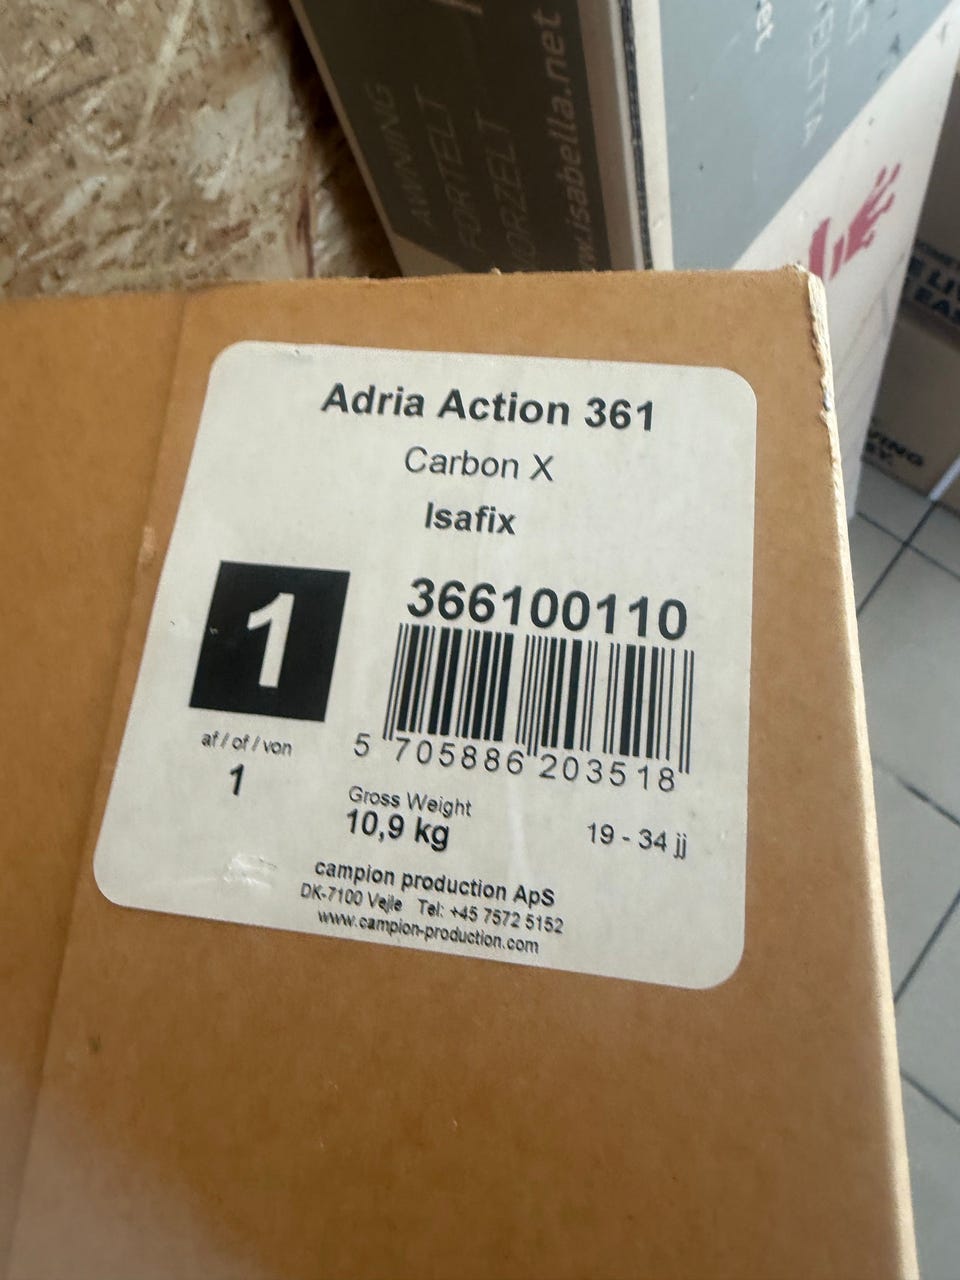 AWNING
FORTELT
VORZELT
www.isabella.net
Adria Action 361
Carbon X
Isafix
1
366100110
af / of / von
1
5 705886 203518
Gross Weight
10,9 kg
19 - 34 jj
campion production ApS
DK-7100 Vejle Tel: +45 7572 5152
www.campion-production.com